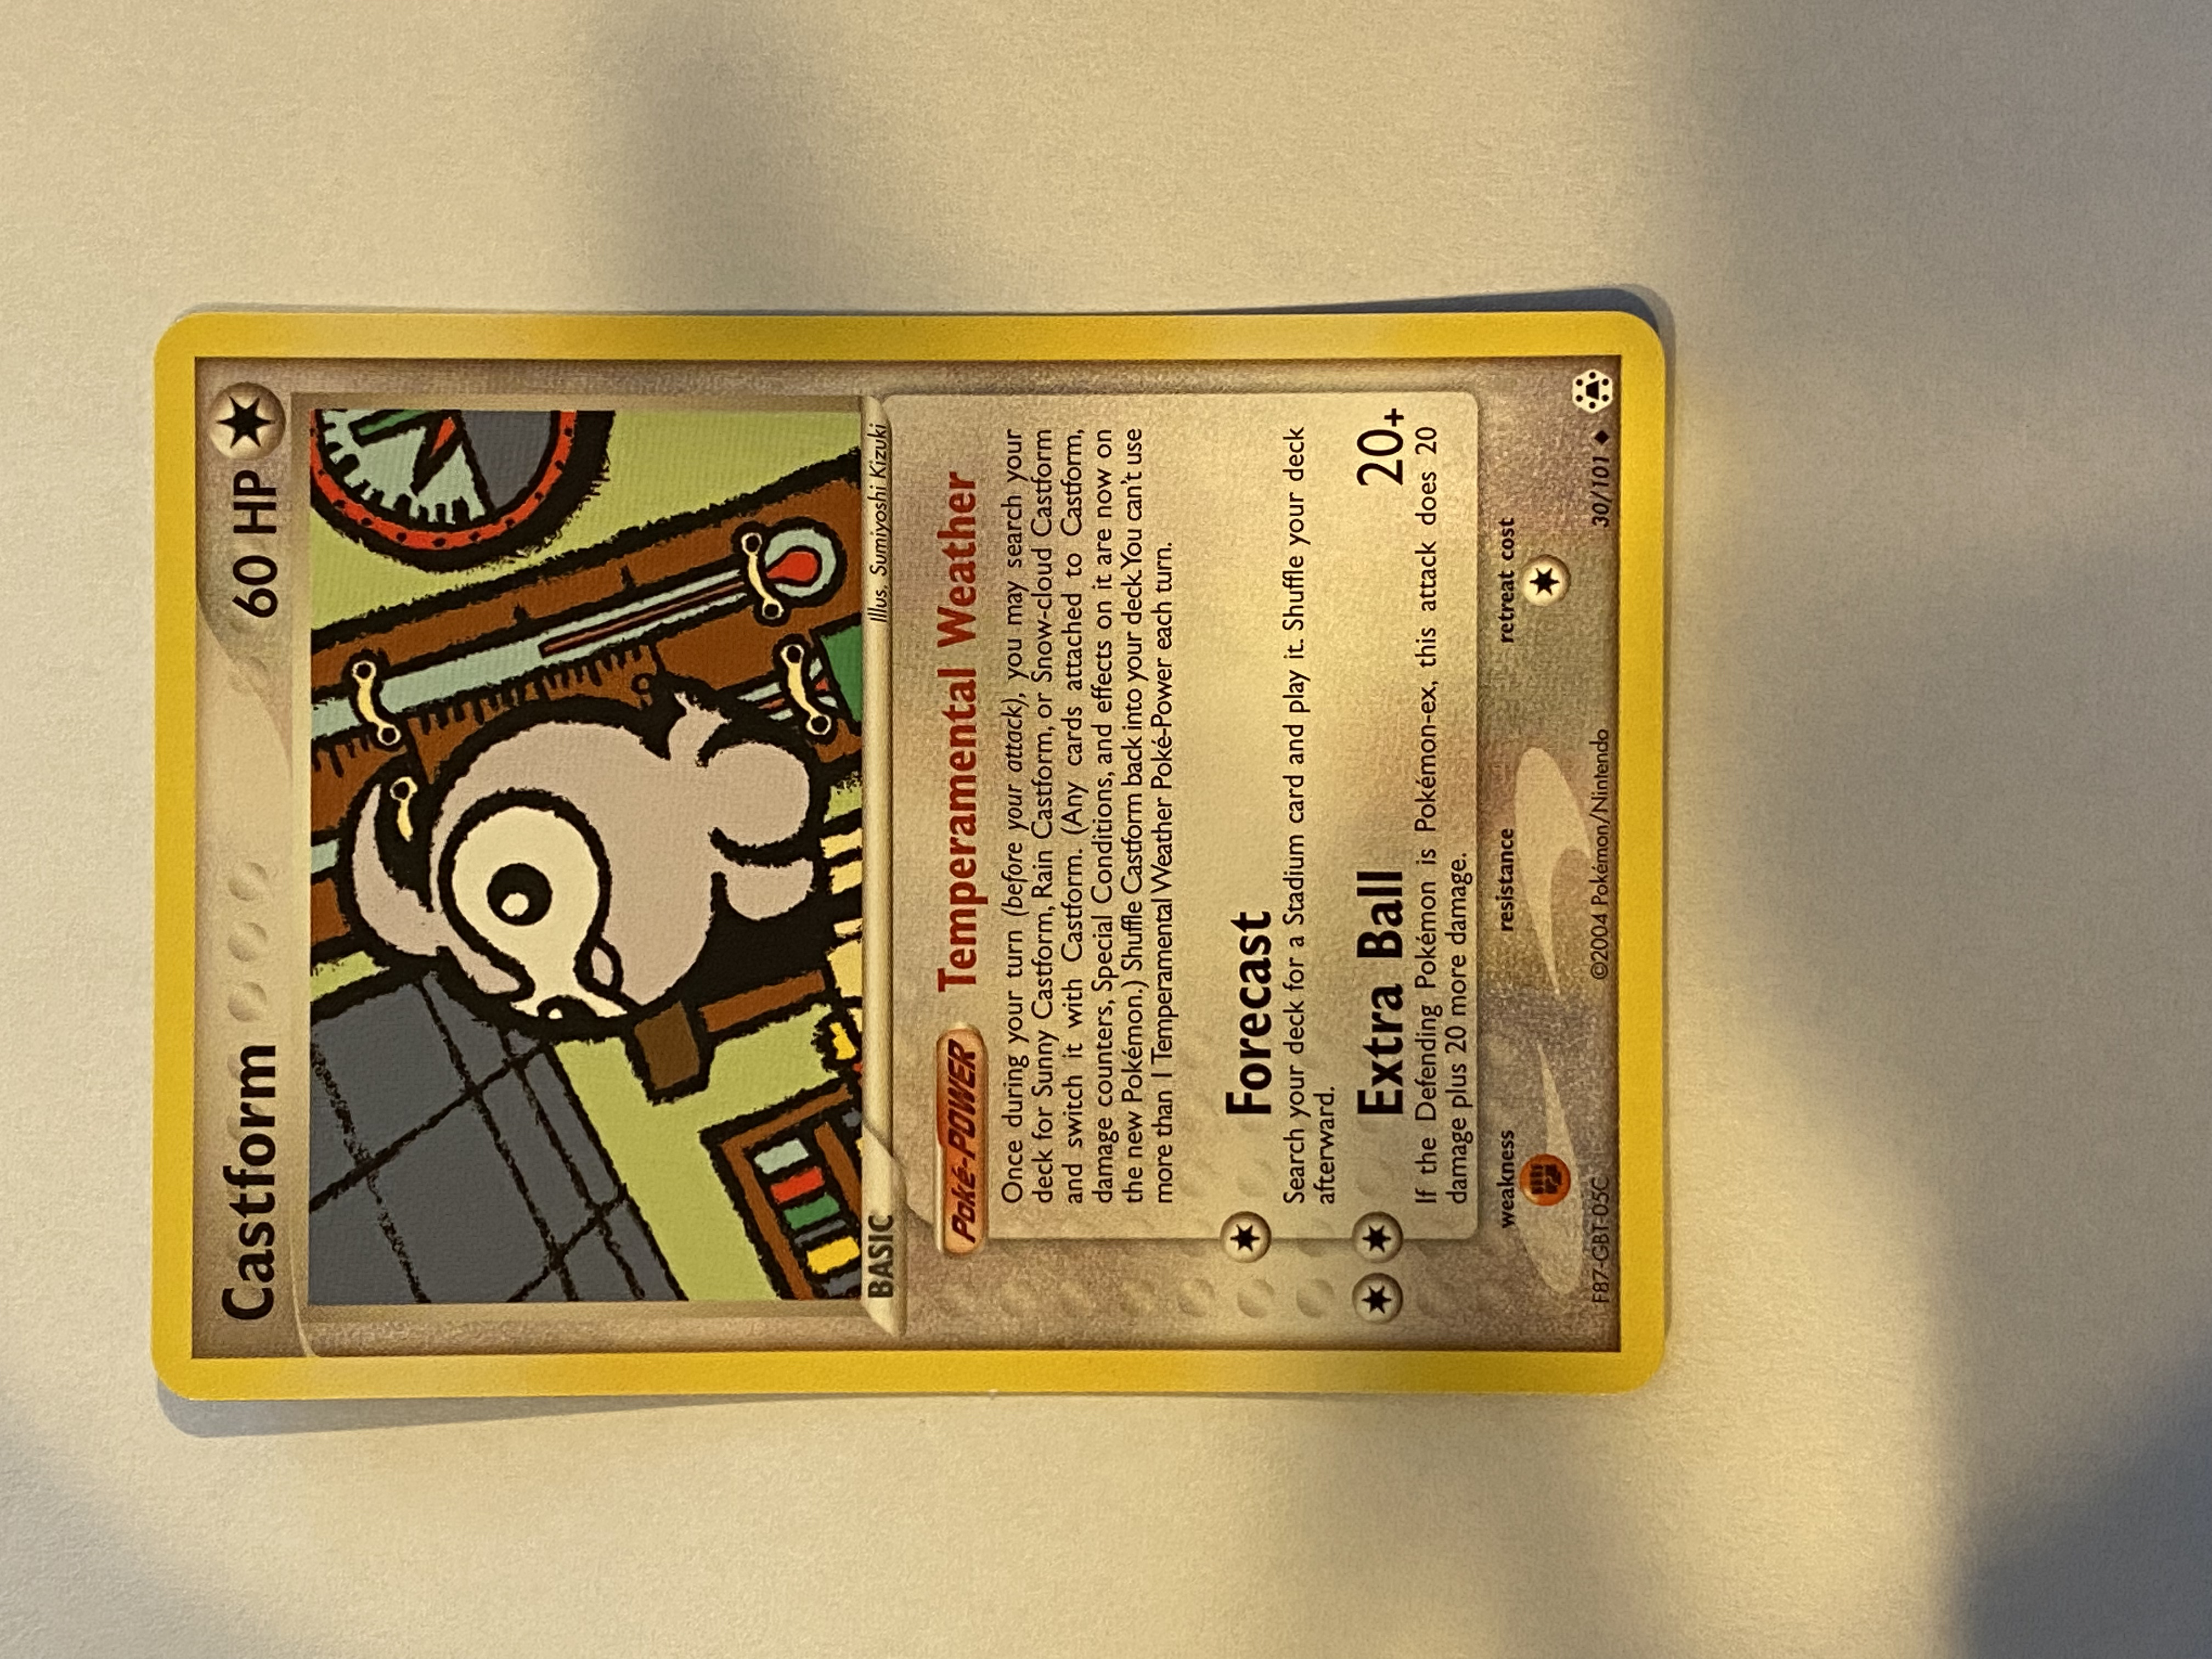 Castform 60 HP
BASIC
Illus. Sumiyoshi Kizuki
Poké-POWER Temperamental Weather
Once during your turn (before your attack), you may search your
deck for Sunny Castform, Rain Castform, or Snow-cloud Castform
and switch it with Castform. (Any cards attached to Castform,
damage counters, Special Conditions, and effects on it are now on
the new Pokémon.) Shuffle Castform back into your deck. You can't use
more than 1 Temperamental Weather Poké-Power each turn.
Forecast
Search your deck for a Stadium card and play it. Shuffle your deck
afterward.
Extra Ball 20+
If the Defending Pokémon is Pokémon-ex, this attack does 20
damage plus 20 more damage.
weakness resistance retreat cost
F87-GBT-05C ©2004 Pokémon/Nintendo 30/101